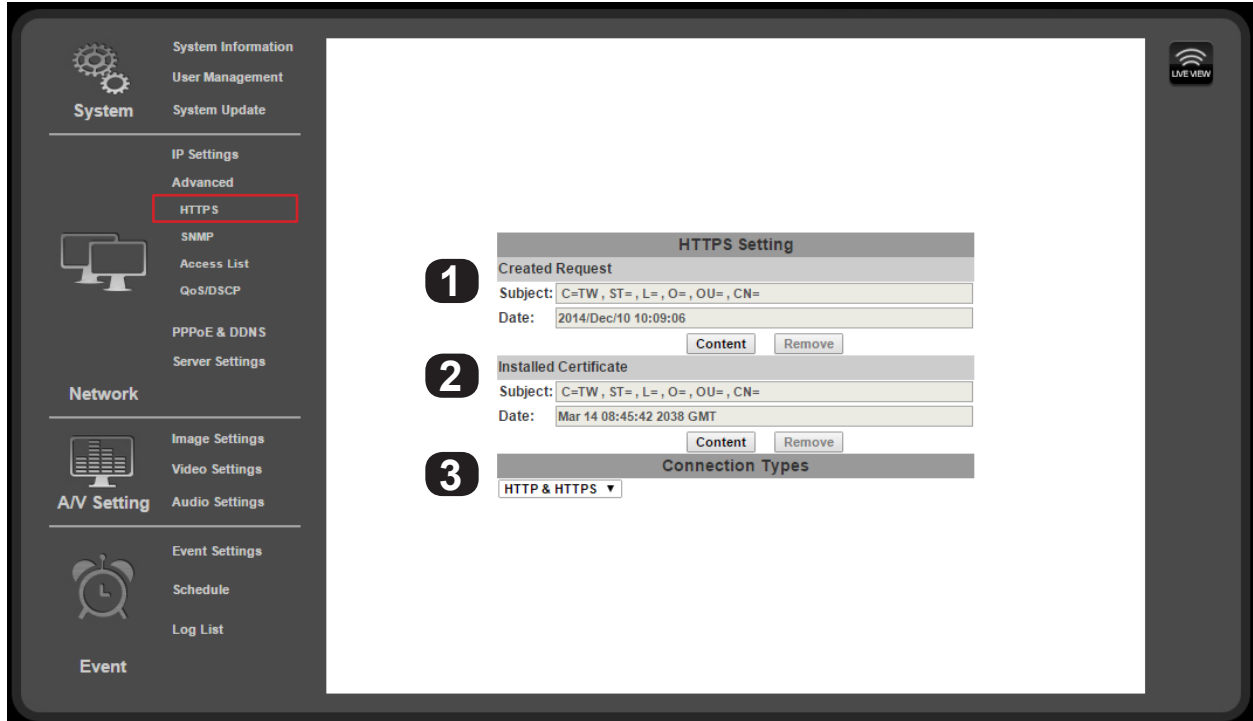 System Information
User Management
System
System Update
IP Settings
Advanced
HTTPS
SNMP
Access List
QoS/DSCP
PPPoE & DDNS
Server Settings
Network
Image Settings
Video Settings
A/V Setting
Audio Settings
Event Settings
Schedule
Log List
Event
LIVE VIEW
HTTPS Setting
1
Created Request
Subject: C=TW , ST= , L= , O= , OU= , CN=
Date: 2014/Dec/10 10:09:06
Content Remove
2
Installed Certificate
Subject: C=TW , ST= , L= , O= , OU= , CN=
Date: Mar 14 08:45:42 2038 GMT
Content Remove
3
Connection Types
HTTP & HTTPS